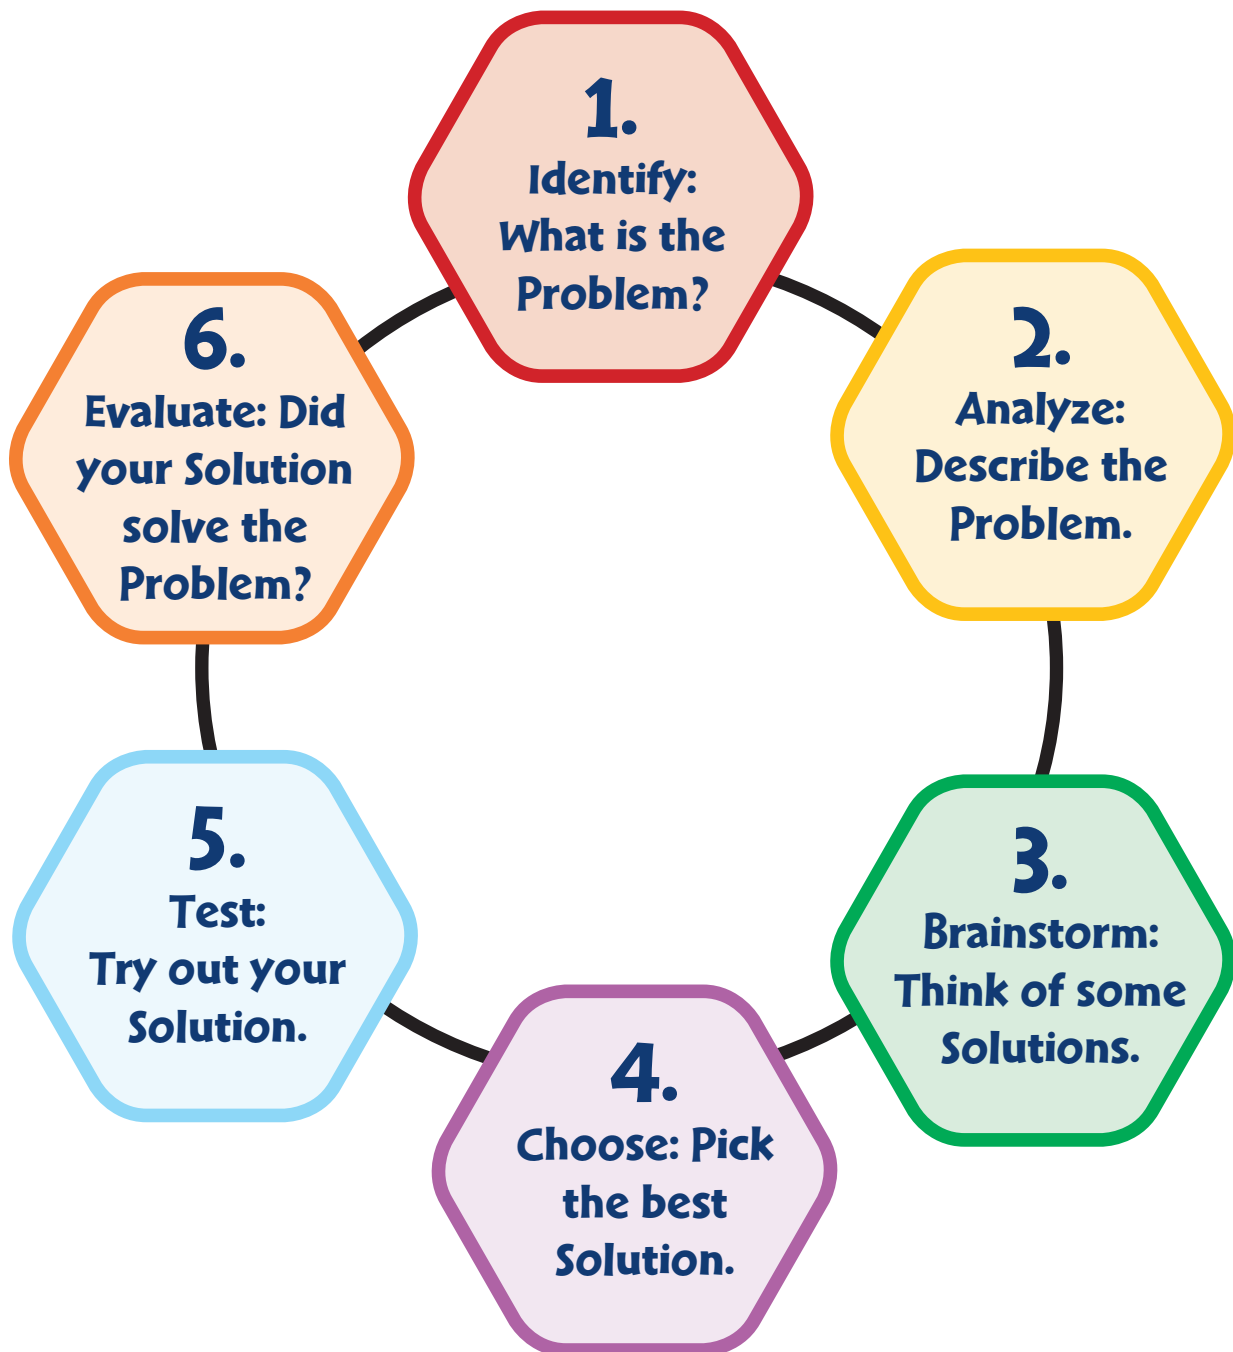 1.
Identify:
What is the
Problem?
2.
Analyze:
Describe the
Problem.
3.
Brainstorm:
Think of some
Solutions.
4.
Choose: Pick
the best
Solution.
5.
Test:
Try out your
Solution.
6.
Evaluate: Did
your Solution
solve the
Problem?